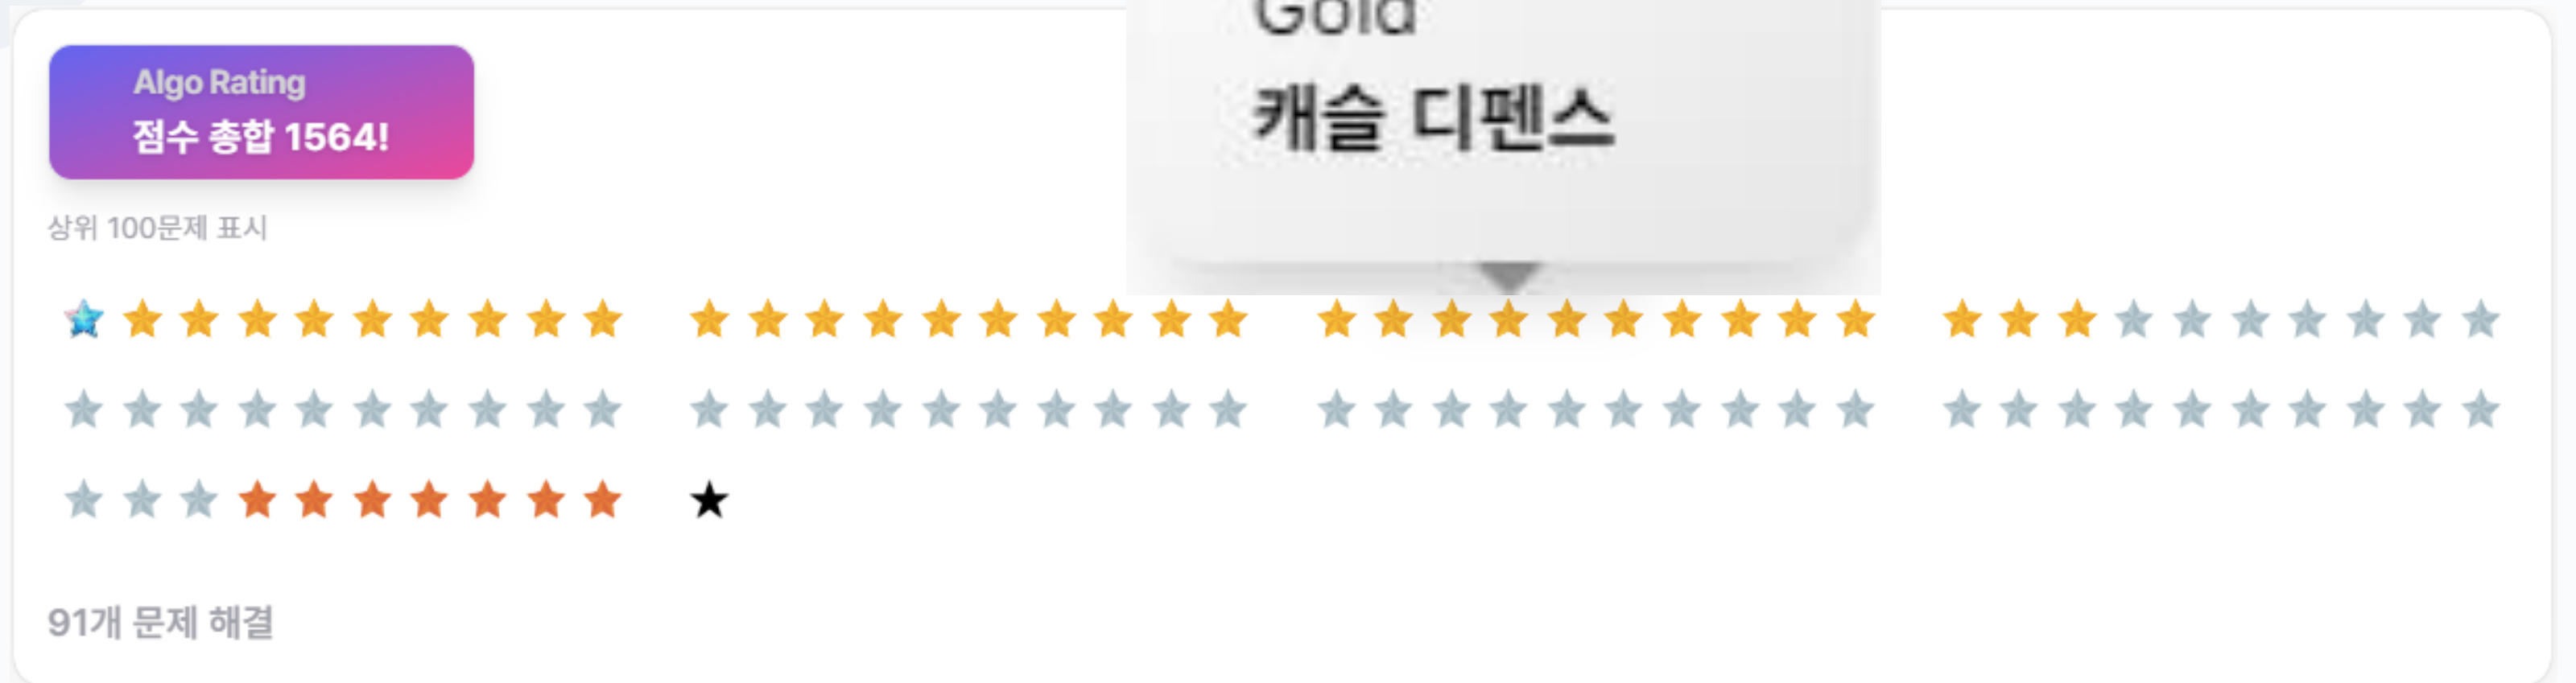 Gold
캐슬 디펜스
Algo Rating
점수 총합 1564!
상위 100문제 표시
91개 문제 해결